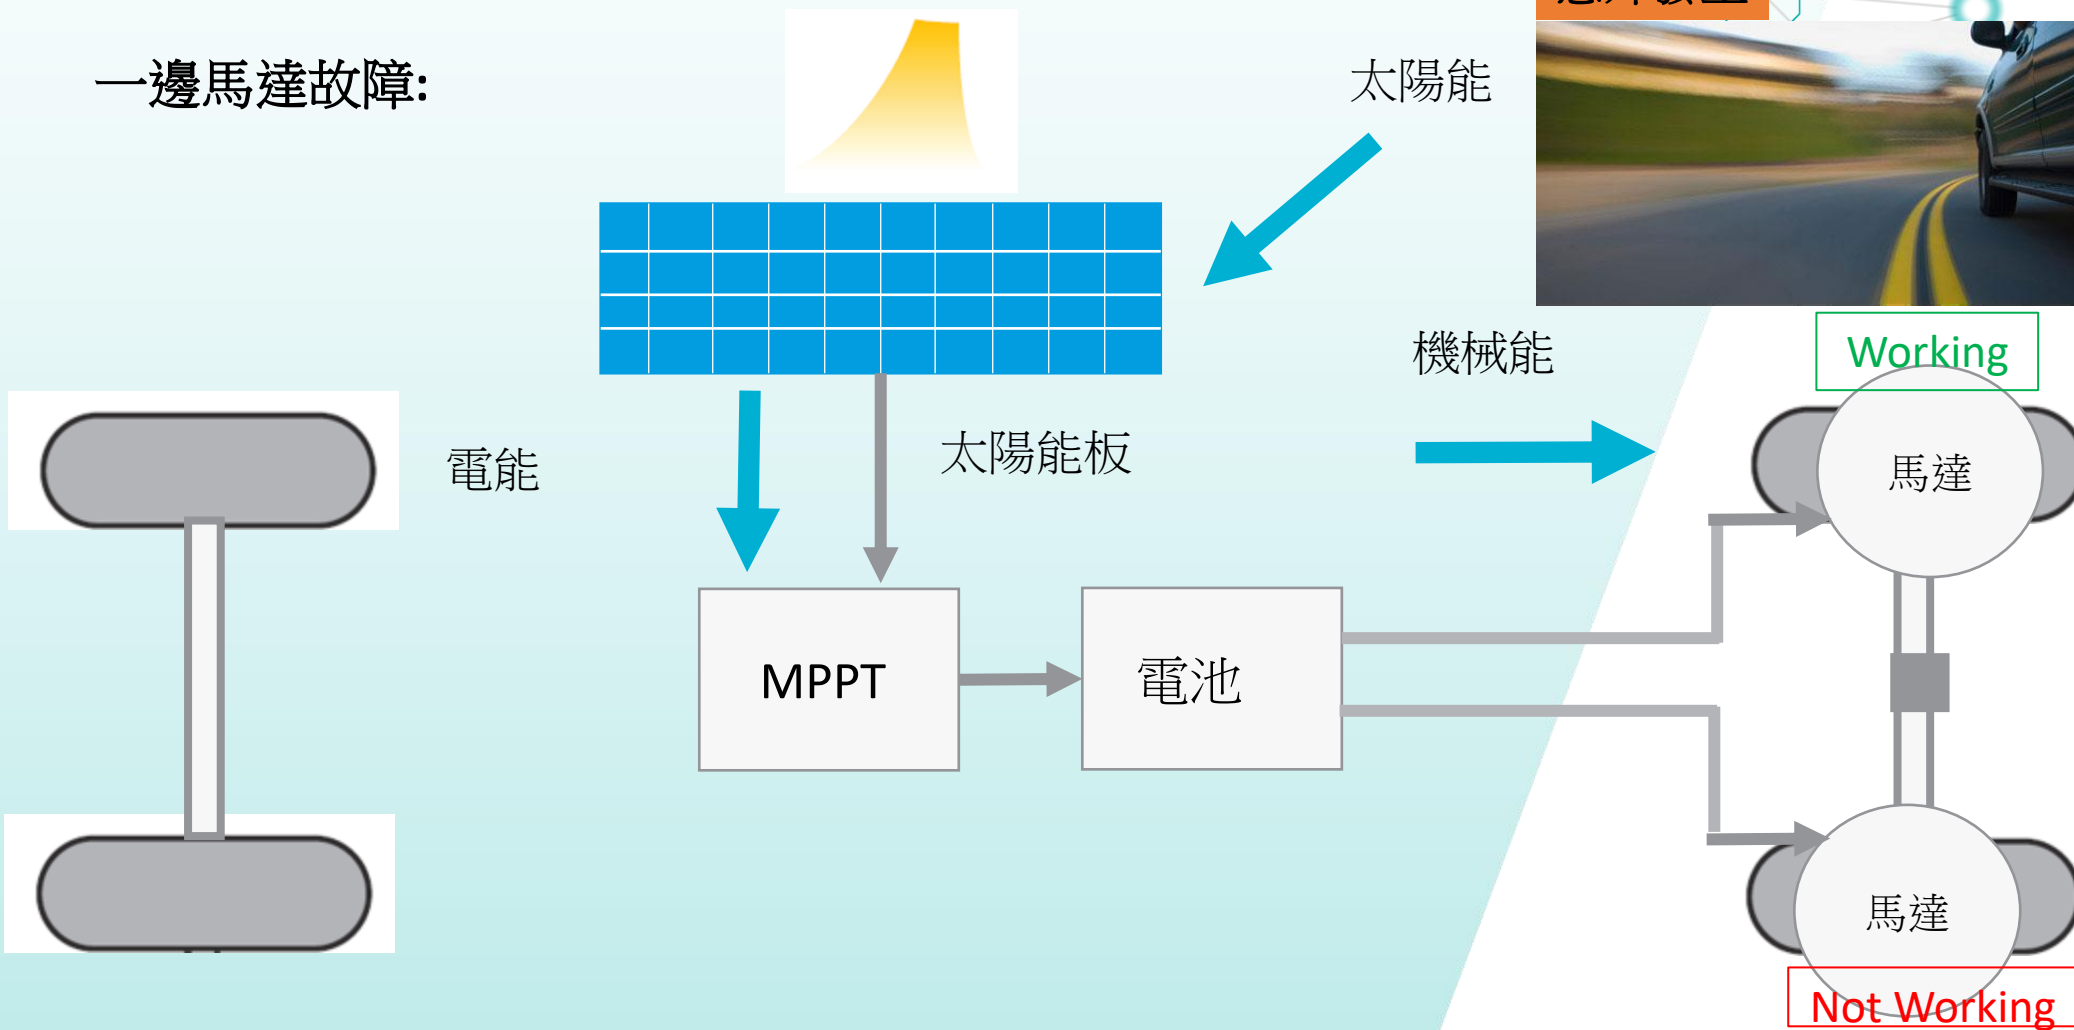 一邊馬達故障:
太陽能
機械能
Working
電能
太陽能板
馬達
MPPT
電池
馬達
Not Working